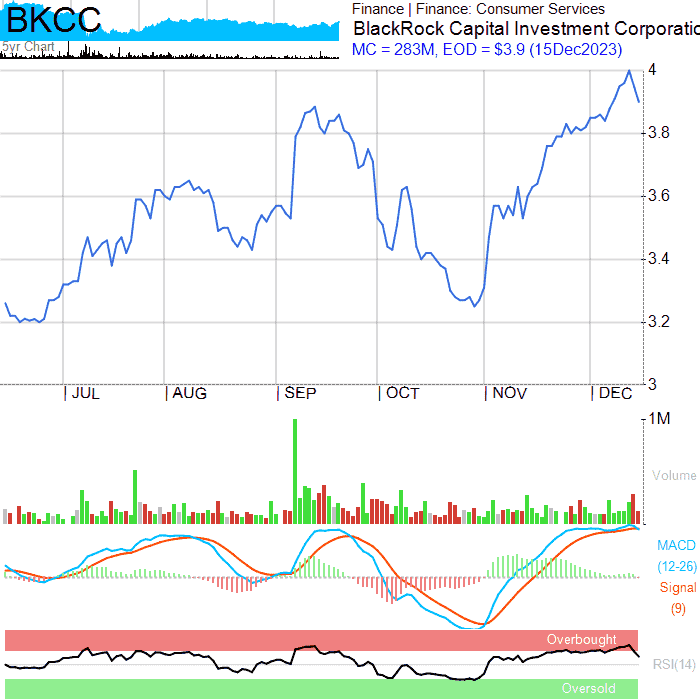 BKCC
5yr Chart
Finance | Finance: Consumer Services
BlackRock Capital Investment Corporatio
MC = 283M, EOD = $3.9 (15Dec2023)
4
3.8
3.6
3.4
3.2
3
| JUL | AUG | SEP | OCT | NOV | DEC
1M
Volume
MACD
(12-26)
Signal
(9)
Overbought
RSI(14)
Oversold